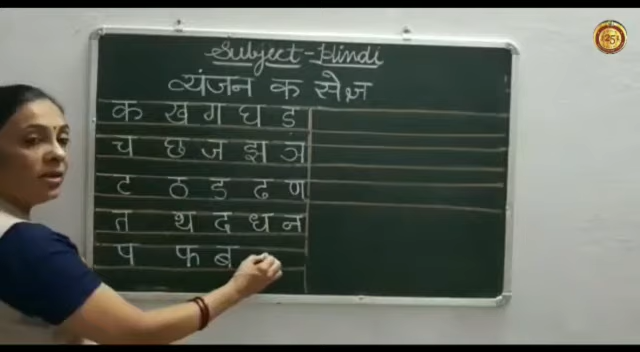 Subject-Hindi
व्यंजन क से ज्ञ
क ख ग घ ङ
च छ ज झ ञ
ट ठ ड ढ ण
त थ द ध न
प फ ब